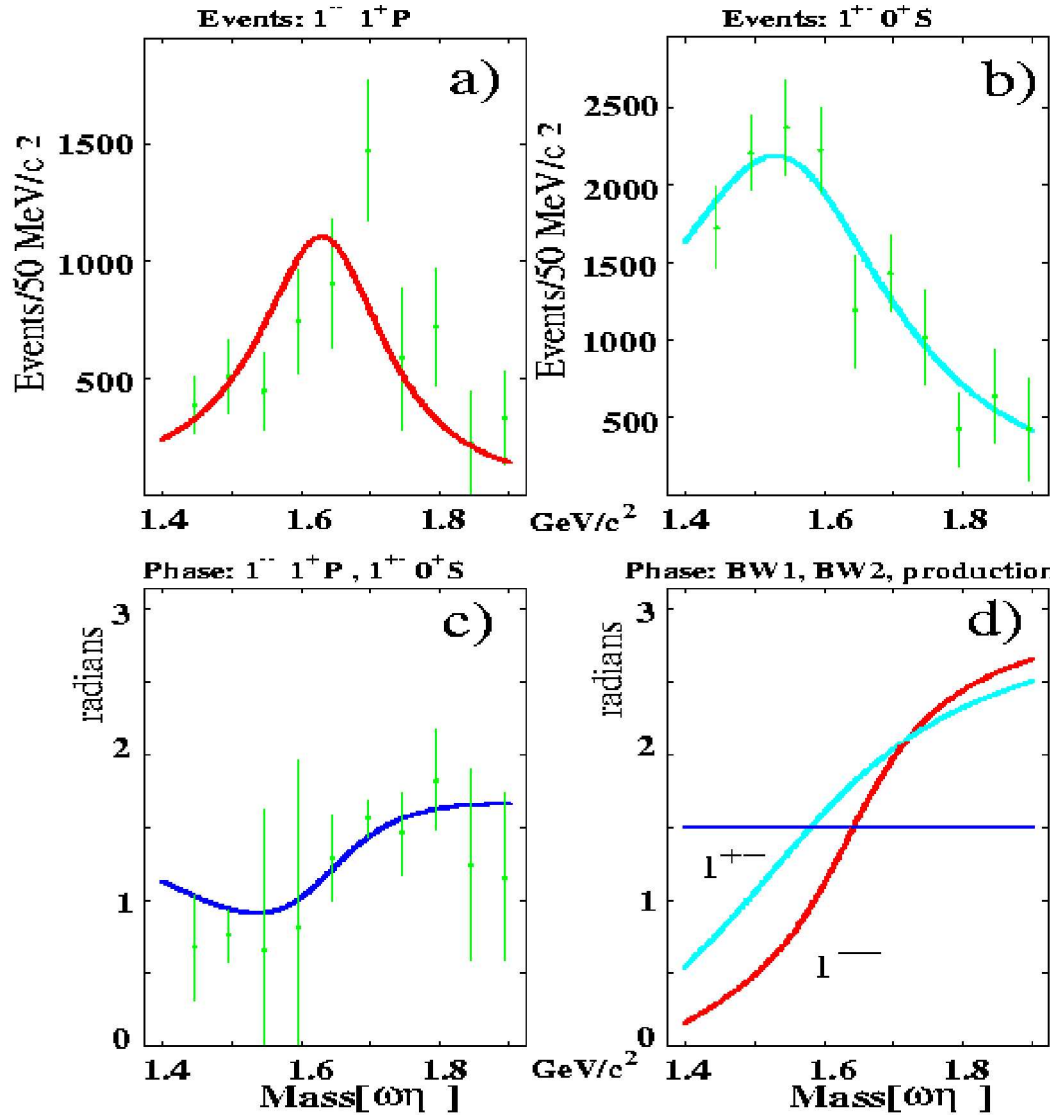 Events: 1⁻⁻ 1⁺P
a)
Events/50 MeV/c 2
1500
1000
500
1.4 1.6 1.8 GeV/c²
Events: 1⁺⁻ 0⁺S
b)
Events/50 MeV/c 2
2500
2000
1500
1000
500
1.4 1.6 1.8
Phase: 1⁻⁻ 1⁺P , 1⁺⁻ 0⁺S
c)
radians
3
2
1
0
1.4 1.6 1.8 GeV/c²
Mass[ωη ]
Phase: BW1, BW2, production
d)
radians
3
2
1
0
1⁺⁻
1⁻⁻
1.4 1.6 1.8
Mass[ωη ]